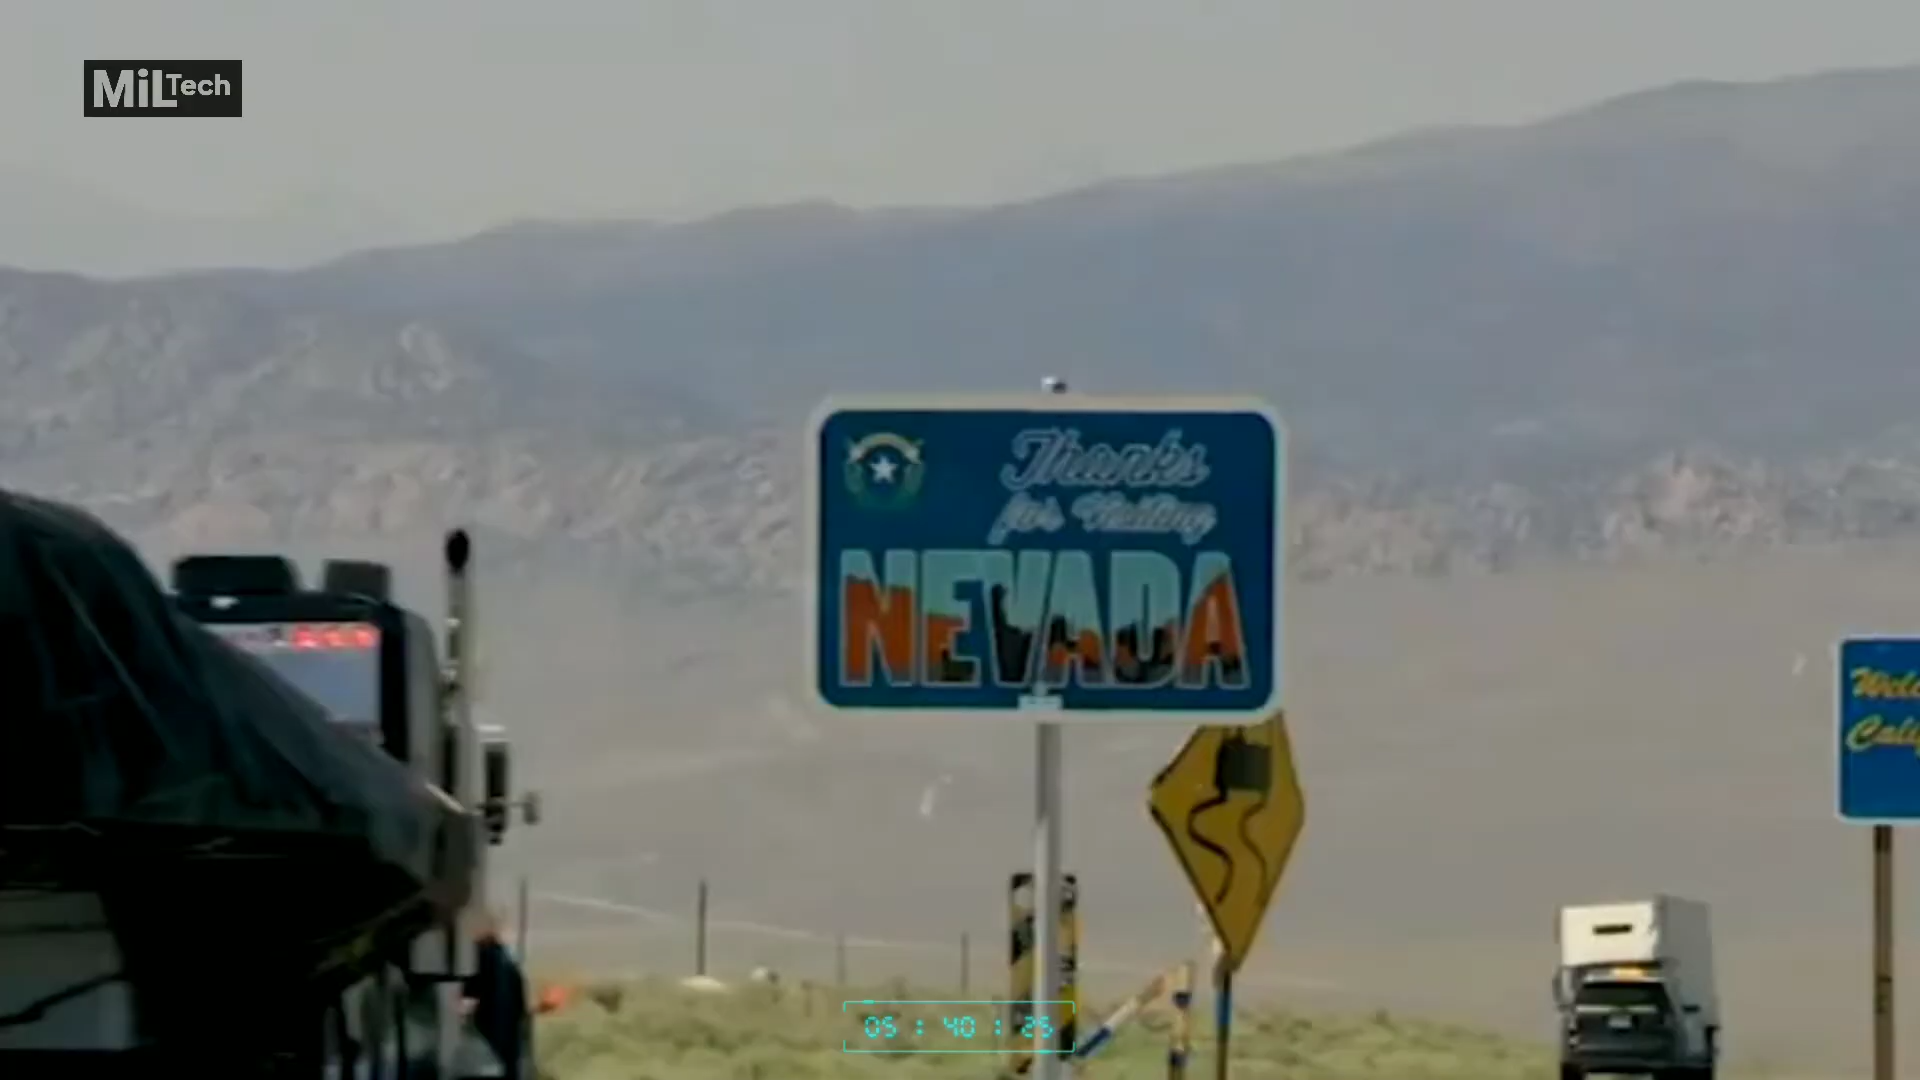 MiLTech
Thanks
for Visiting
NEVADA
05 : 40 : 25